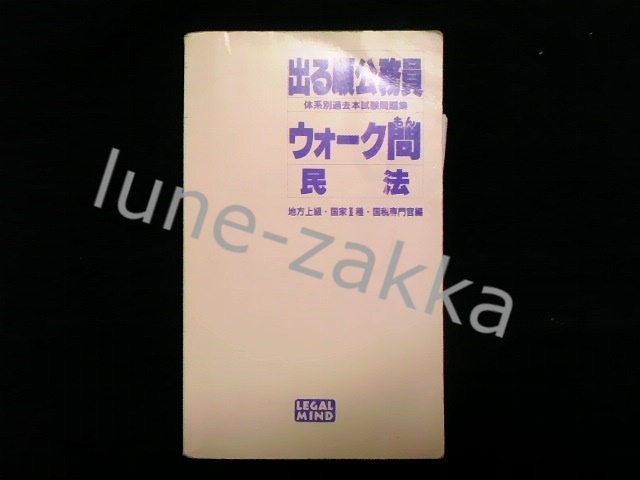 出る順公務員
体系別過去本試験問題集
ウォーク問
もん
民 法
地方上級・国家Ⅱ種・国税専門官編
LEGAL
MIND
lune-zakka